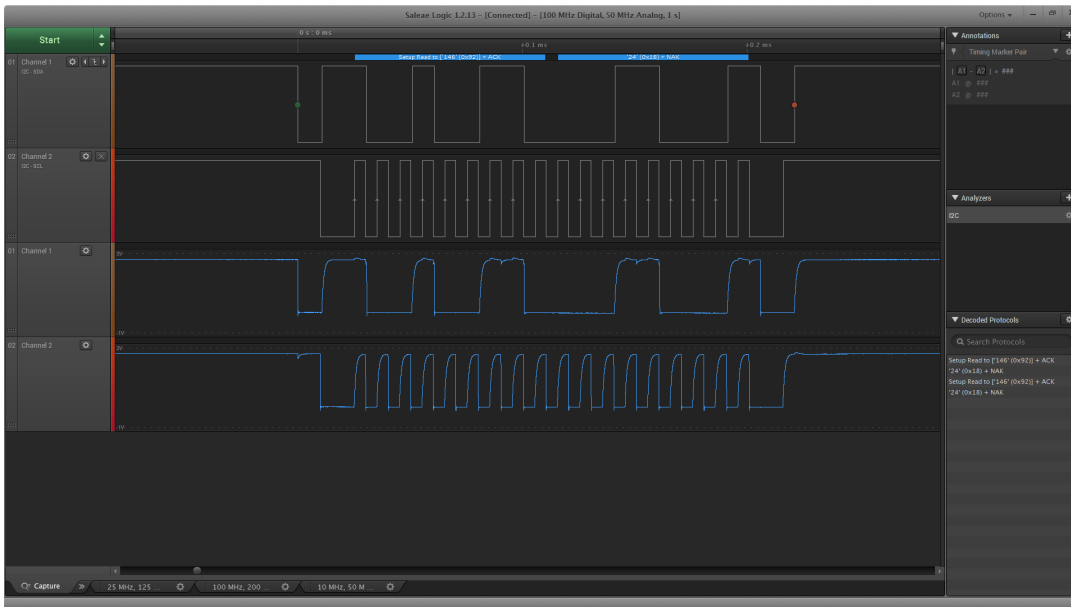 Saleae Logic 1.2.13 - [Connected] - [100 MHz Digital, 50 MHz Analog, 1 s]
Options
Start
0 s : 0 ms
+0.1 ms
+0.2 ms
Annotations
Timing Marker Pair
| A1 - A2 | = ###
A1 @ ###
A2 @ ###
Setup Read to ['146' (0x92)] + ACK
'24' (0x18) + NAK
01 Channel 1
I2C - SDA
02 Channel 2
I2C - SCL
Analyzers
I2C
01 Channel 1
3V
-1V
Decoded Protocols
Search Protocols
02 Channel 2
3V
-1V
Setup Read to ['146' (0x92)] + ACK
'24' (0x18) + NAK
Setup Read to ['146' (0x92)] + ACK
'24' (0x18) + NAK
Capture
25 MHz, 125 ...
100 MHz, 200 ...
10 MHz, 50 M ...